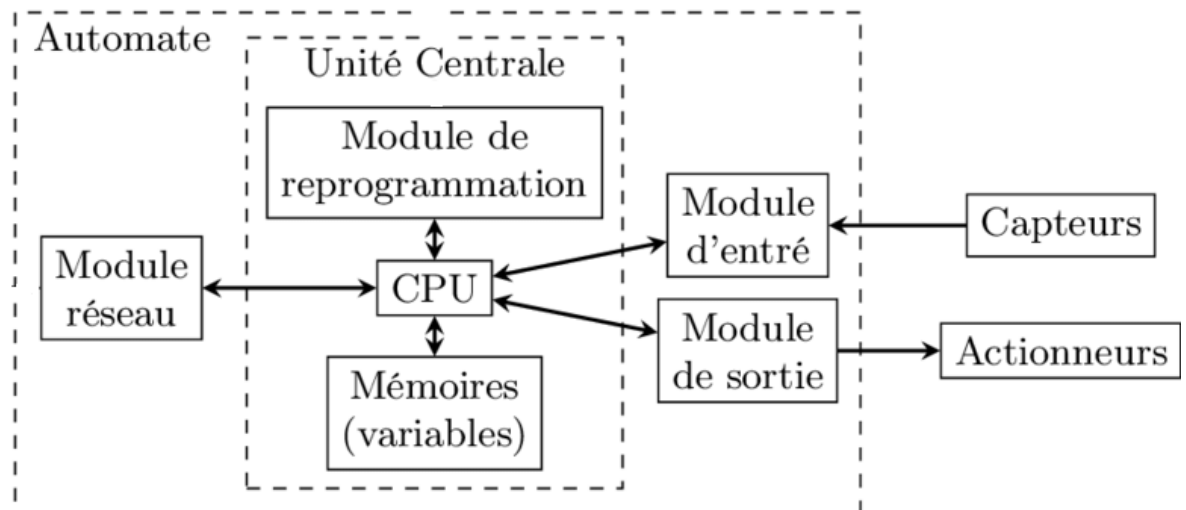 Automate
Unité Centrale
Module de
reprogrammation
Module
d'entré
Capteurs
Module
réseau
CPU
Module
de sortie
Actionneurs
Mémoires
(variables)